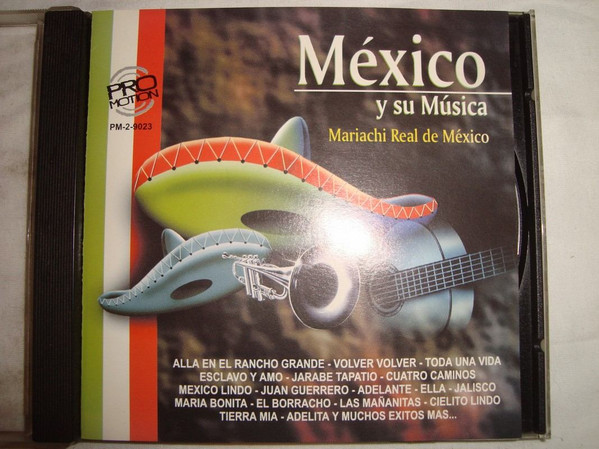 México
y su Música
Mariachi Real de México
PRO
MOTION
PM-2-9023
ALLA EN EL RANCHO GRANDE - VOLVER VOLVER - TODA UNA VIDA
ESCLAVO Y AMO - JARABE TAPATIO - CUATRO CAMINOS
MEXICO LINDO - JUAN GUERRERO - ADELANTE - ELLA - JALISCO
MARIA BONITA - EL BORRACHO - LAS MAÑANITAS - CIELITO LINDO
TIERRA MIA - ADELITA Y MUCHOS EXITOS MAS...